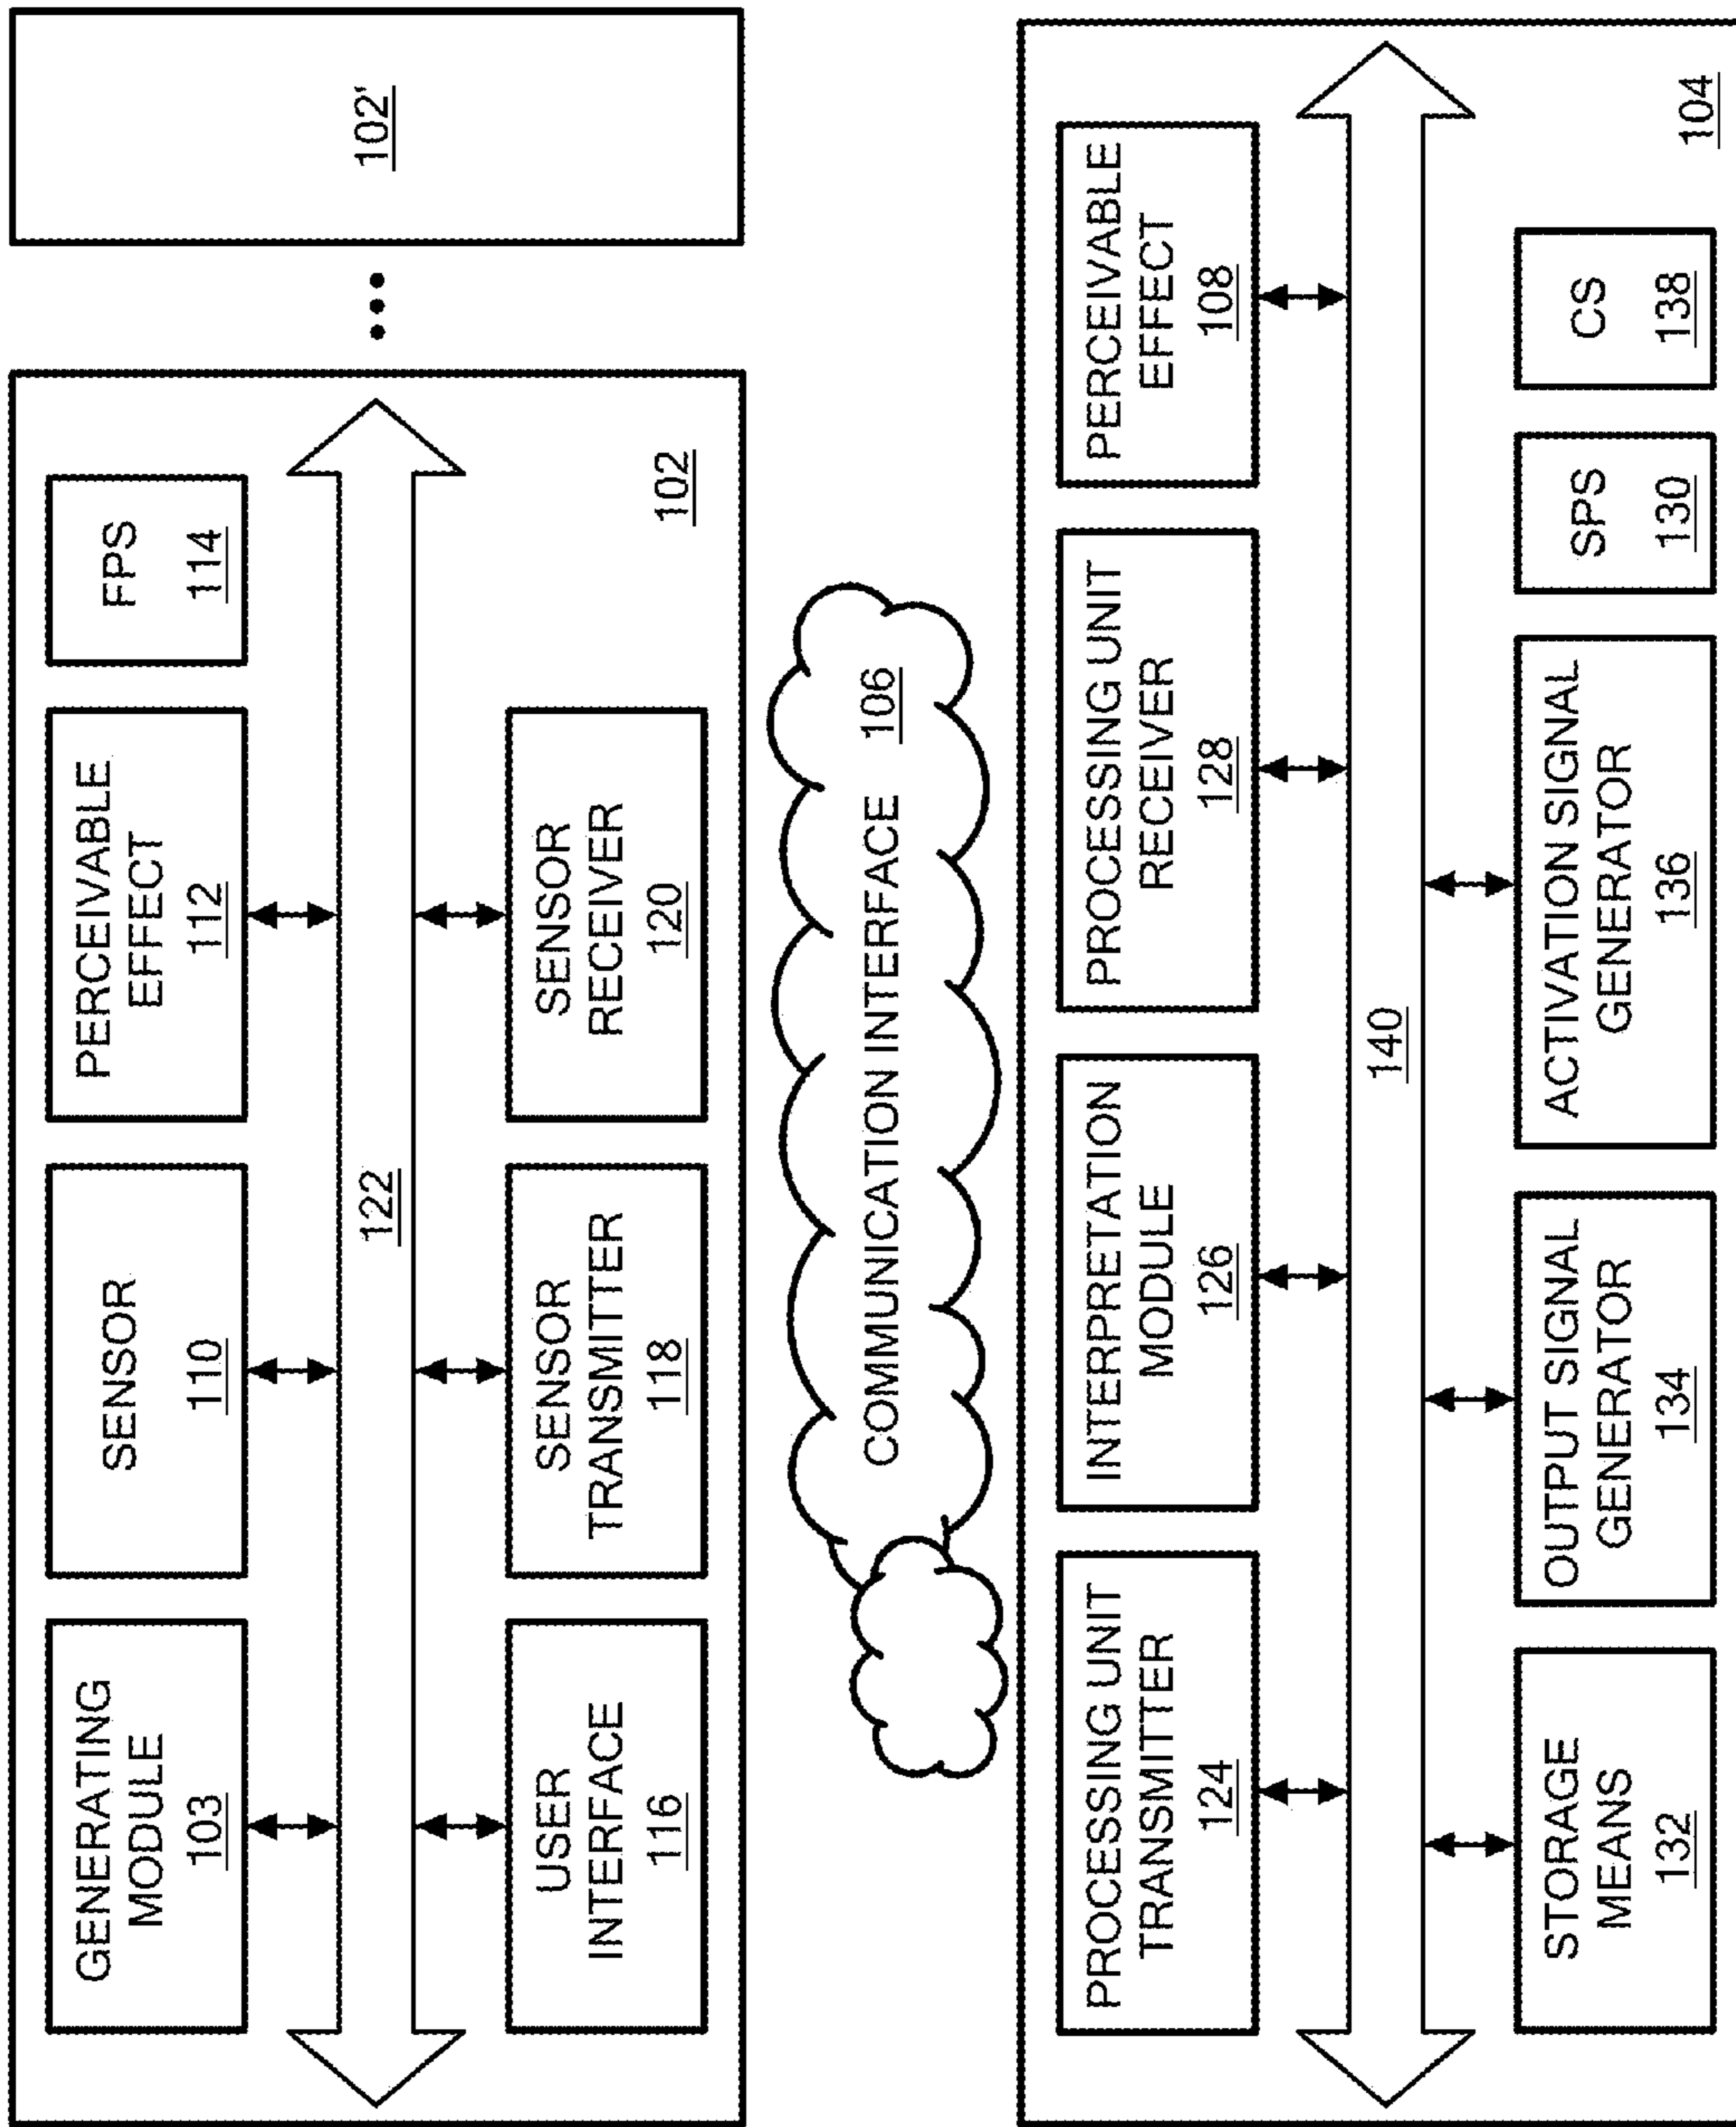 GENERATING
MODULE
103
SENSOR
110
PERCEIVABLE
EFFECT
112
FPS
114
122
USER
INTERFACE
116
SENSOR
TRANSMITTER
118
SENSOR
RECEIVER
120
102
102'
COMMUNICATION INTERFACE 106
PROCESSING UNIT
TRANSMITTER
124
INTERPRETATION
MODULE
126
PROCESSING UNIT
RECEIVER
128
PERCEIVABLE
EFFECT
108
140
STORAGE
MEANS
132
OUTPUT SIGNAL
GENERATOR
134
ACTIVATION SIGNAL
GENERATOR
136
SPS
130
CS
138
104